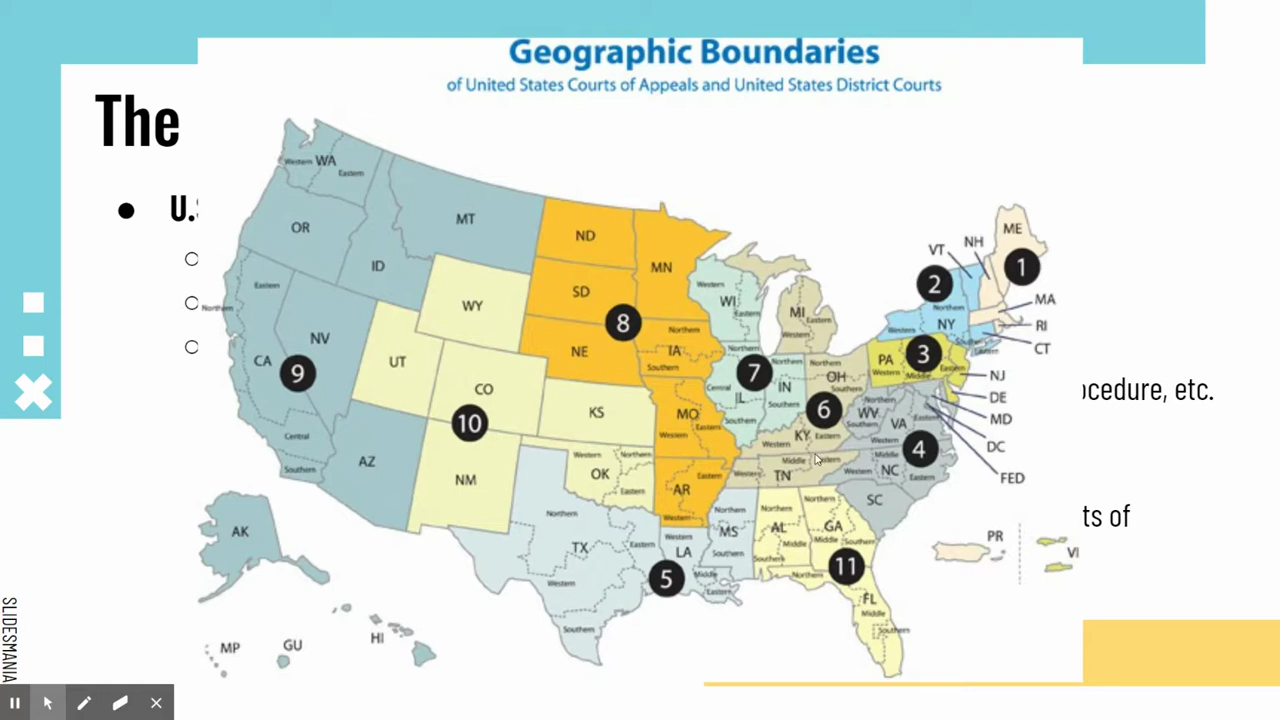 Geographic Boundaries
of United States Courts of Appeals and United States District Courts
The
U.S
ocedure, etc.
ts of
Western WA Eastern
OR
MT
ID
ND
MN
SD
WY
NE
8
Northern
IA
Southern
Eastern
Northern
NV
CA
9
UT
CO
10
KS
MO
Western Eastern
Central
Southern
AZ
NM
Western Northern
OK
Eastern
Eastern
AR
Western
Northern
TX
Eastern
Western
Southern
Western
LA
Middle
Eastern
5
Northern
MS
Southern
Western
WI
Eastern
Northern
7
Central
IL
Southern
Northern
IN
Southern
MI
Eastern
Western
Northern
OH
Southern
6
KY
Western Eastern
Middle Eastern
Western TN
Northern
AL
Middle
Southern
Northern
GA
Middle Southern
11
Northern
FL
Middle
Southern
VT NH ME
1
2
Northern
Western NY
Southern Eastern
MA
RI
CT
3
PA
Western Middle Eastern
NJ
DE
MD
DC
FED
Northern
WV
Southern
VA Eastern
Western
4
Middle
Western NC
Eastern
SC
PR
VI
AK
HI
MP GU
SLIDESMANIA